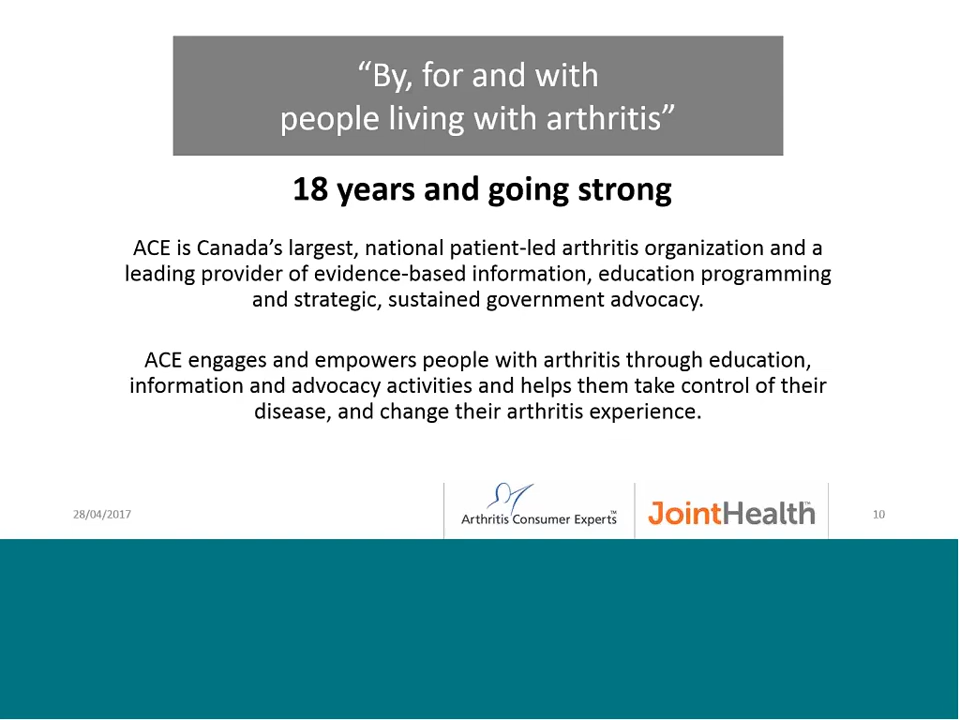 “By, for and with
people living with arthritis”
18 years and going strong
ACE is Canada’s largest, national patient-led arthritis organization and a
leading provider of evidence-based information, education programming
and strategic, sustained government advocacy.
ACE engages and empowers people with arthritis through education,
information and advocacy activities and helps them take control of their
disease, and change their arthritis experience.
28/04/2017
Arthritis Consumer Experts™
JointHealth™
10